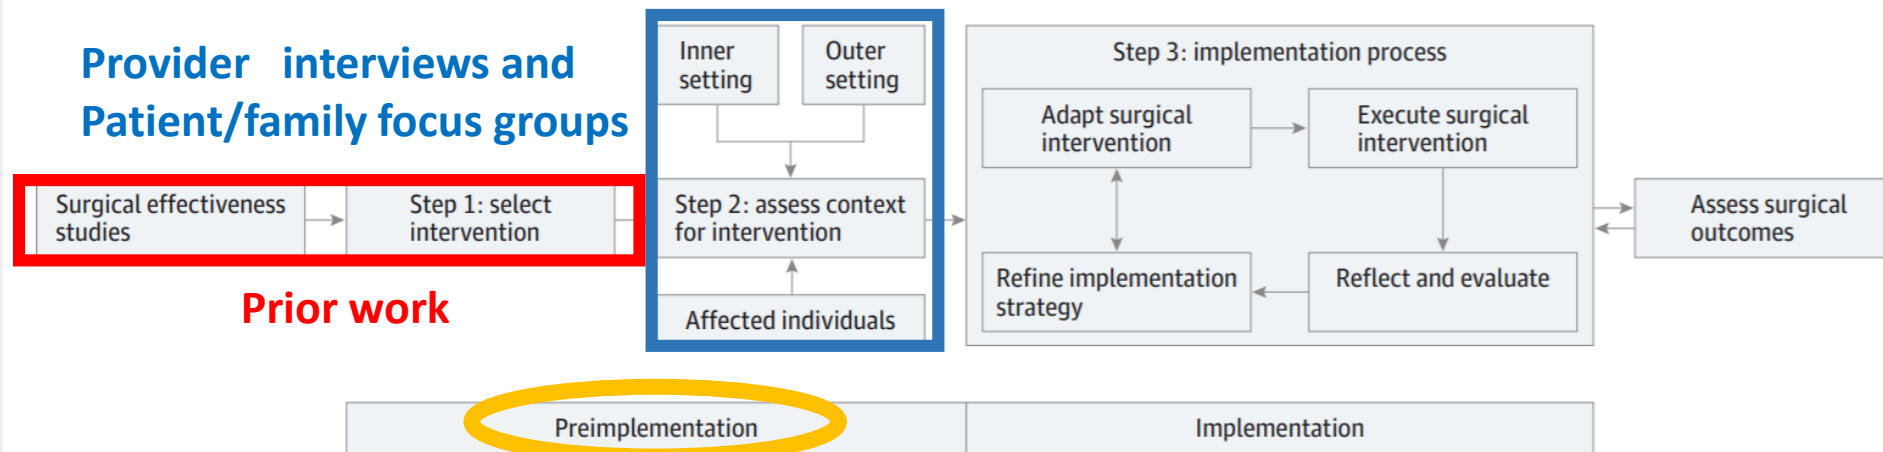 Provider interviews and
Patient/family focus groups
Surgical effectiveness
studies
Step 1: select
intervention
Prior work
Inner
setting
Outer
setting
Step 2: assess context
for intervention
Affected individuals
Step 3: implementation process
Adapt surgical
intervention
Execute surgical
intervention
Refine implementation
strategy
Reflect and evaluate
Assess surgical
outcomes
Preimplementation
Implementation